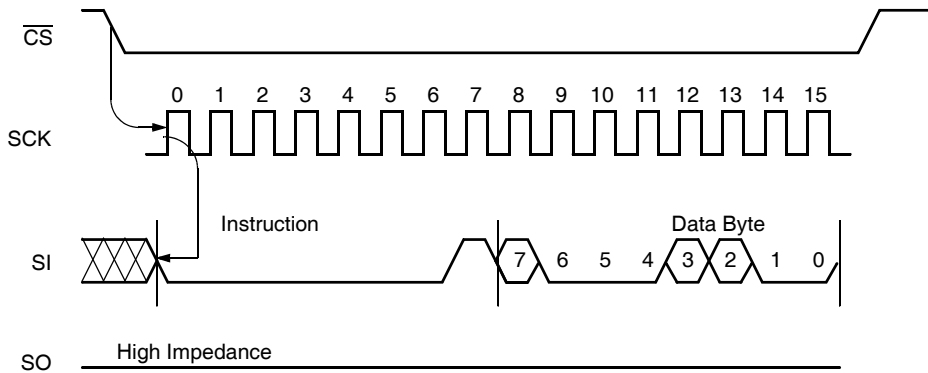 CS
0 1 2 3 4 5 6 7 8 9 10 11 12 13 14 15
SCK
Instruction Data Byte
SI 7 6 5 4 3 2 1 0
High Impedance
SO